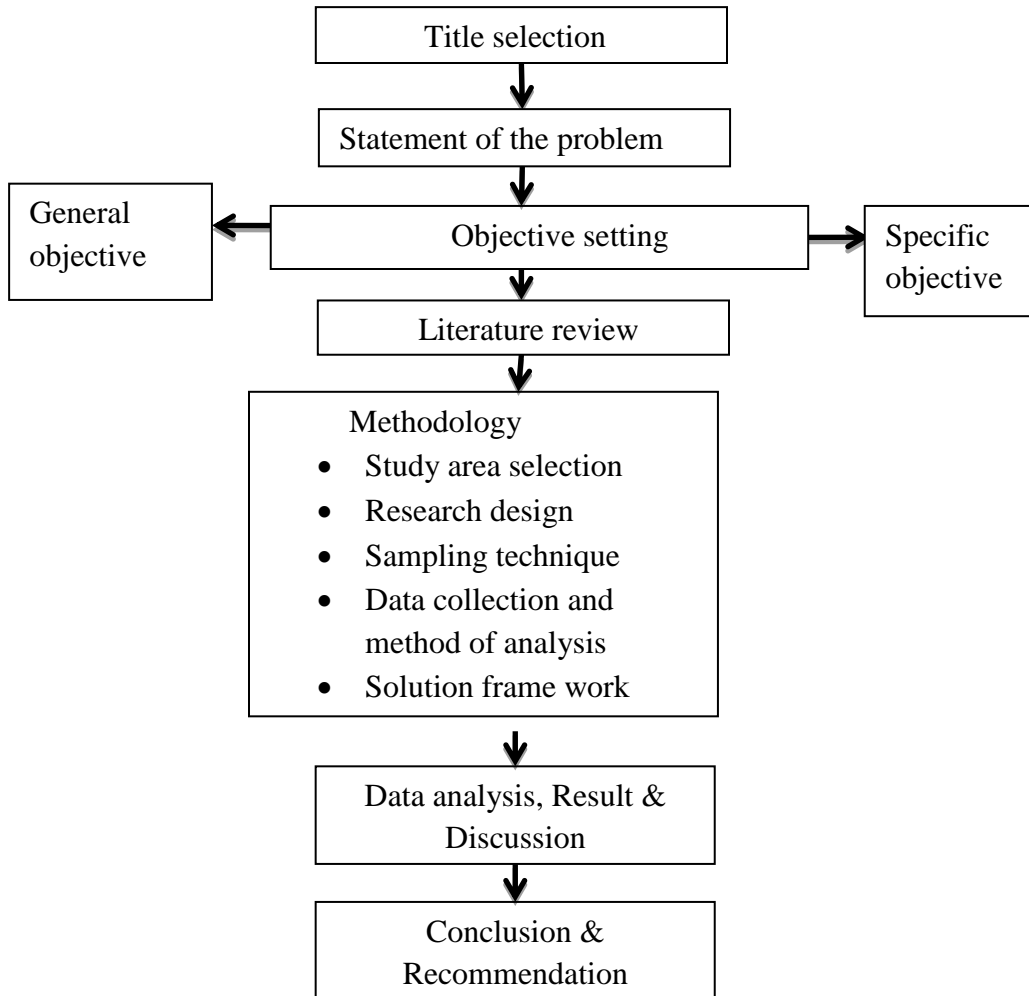 Title selection
Statement of the problem
General
objective
Objective setting
Specific
objective
Literature review
Methodology
• Study area selection
• Research design
• Sampling technique
• Data collection and
method of analysis
• Solution frame work
Data analysis, Result &
Discussion
Conclusion &
Recommendation